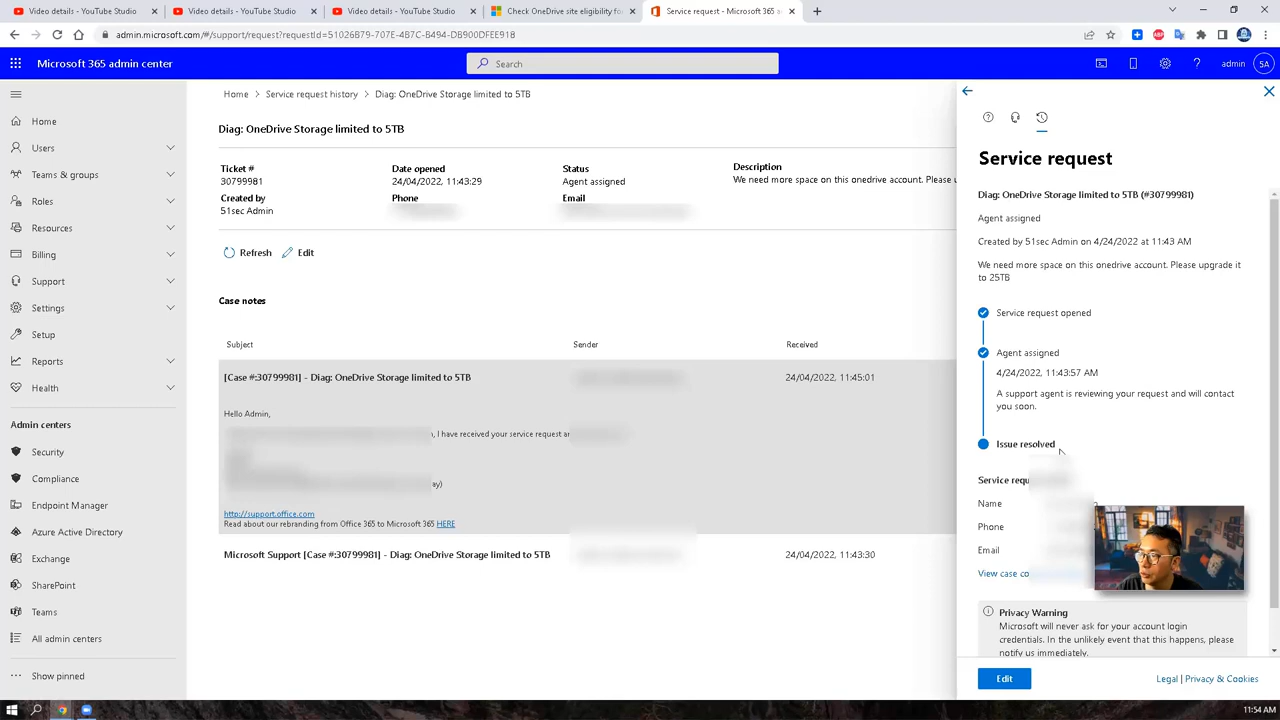 Video details - YouTube Studio
Video details - YouTube Studio
Video details - YouTube Studio
Check OneDrive site eligibility fo
Service request - Microsoft 365 a
admin.microsoft.com/#/support/request?requestId=51026B79-707E-4B7C-B494-DB900DFEE918
Microsoft 365 admin center
Search
admin
SA
Home
Users
Teams & groups
Roles
Resources
Billing
Support
Settings
Setup
Reports
Health
Admin centers
Security
Compliance
Endpoint Manager
Azure Active Directory
Exchange
SharePoint
Teams
All admin centers
Show pinned
Home > Service request history > Diag: OneDrive Storage limited to 5TB
Diag: OneDrive Storage limited to 5TB
Ticket #
30799981
Date opened
24/04/2022, 11:43:29
Status
Agent assigned
Description
We need more space on this onedrive account. Please u
Created by
51sec Admin
Phone
Email
Refresh
Edit
Case notes
Subject
Sender
Received
[Case #:30799981] - Diag: OneDrive Storage limited to 5TB
24/04/2022, 11:45:01
Hello Admin,
, I have received your service request ar
ay)
http://support.office.com
Read about our rebranding from Office 365 to Microsoft 365 HERE
Microsoft Support [Case #:30799981] - Diag: OneDrive Storage limited to 5TB
24/04/2022, 11:43:30
Service request
Diag: OneDrive Storage limited to 5TB (#30799981)
Agent assigned
Created by 51sec Admin on 4/24/2022 at 11:43 AM
We need more space on this onedrive account. Please upgrade it
to 25TB
Service request opened
Agent assigned
4/24/2022, 11:43:57 AM
A support agent is reviewing your request and will contact
you soon.
Issue resolved
Service requ
Name
Phone
Email
View case co
Privacy Warning
Microsoft will never ask for your account login
credentials. In the unlikely event that this happens, please
notify us immediately.
Edit
Legal | Privacy & Cookies
11:54 AM